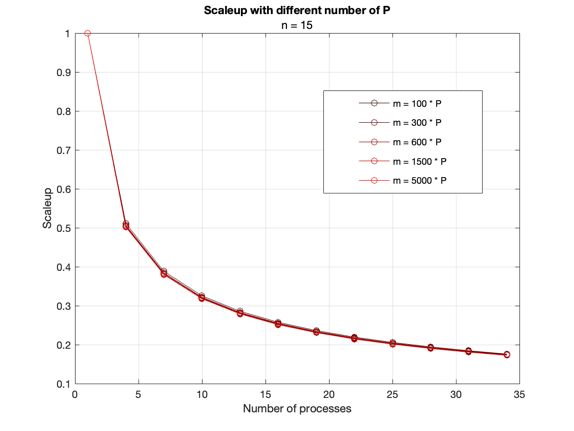 Scaleup with different number of P
n = 15
1
0.9
0.8
0.7
0.6
0.5
0.4
0.3
0.2
0.1
Scaleup
m = 100 * P
m = 300 * P
m = 600 * P
m = 1500 * P
m = 5000 * P
0 5 10 15 20 25 30 35
Number of processes